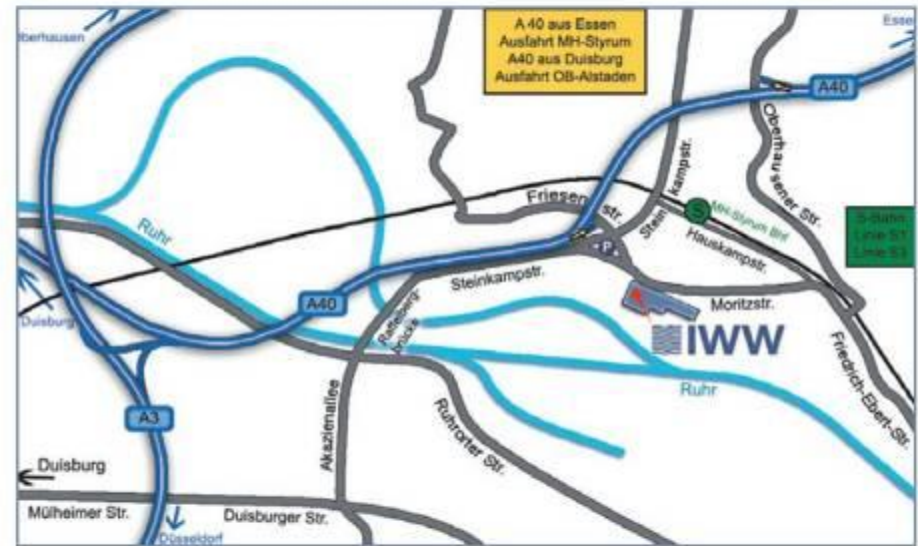 Oberhausen
A 40 aus Essen
Ausfahrt MH-Styrum
A40 aus Duisburg
Ausfahrt OB-Alstaden
Essen
A40
Oberhausener Str.
Steinkampstr.
Friesenstr.
S
MH-Styrum Bhf
Hauskampstr.
S-Bahn
Linie S1
Linie S3
Ruhr
P
Steinkampstr.
Moritzstr.
A40
Duisburg
Raffelberg-
brücke
IWW
Friedrich-Ebert-Str.
Ruhr
A3
Akazienallee
Ruhrorter Str.
Duisburg
Mülheimer Str.
Duisburger Str.
Düsseldorf